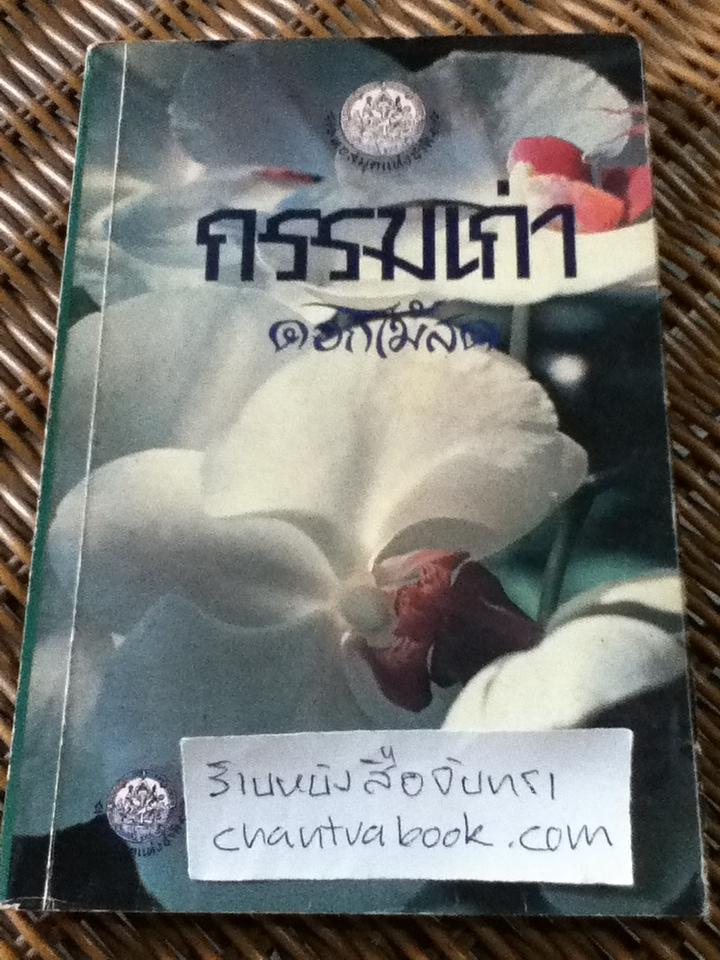 กรรมเก่า
ดอกไม้สด
ร้านหนังสือจันทรา
chantrabook.com